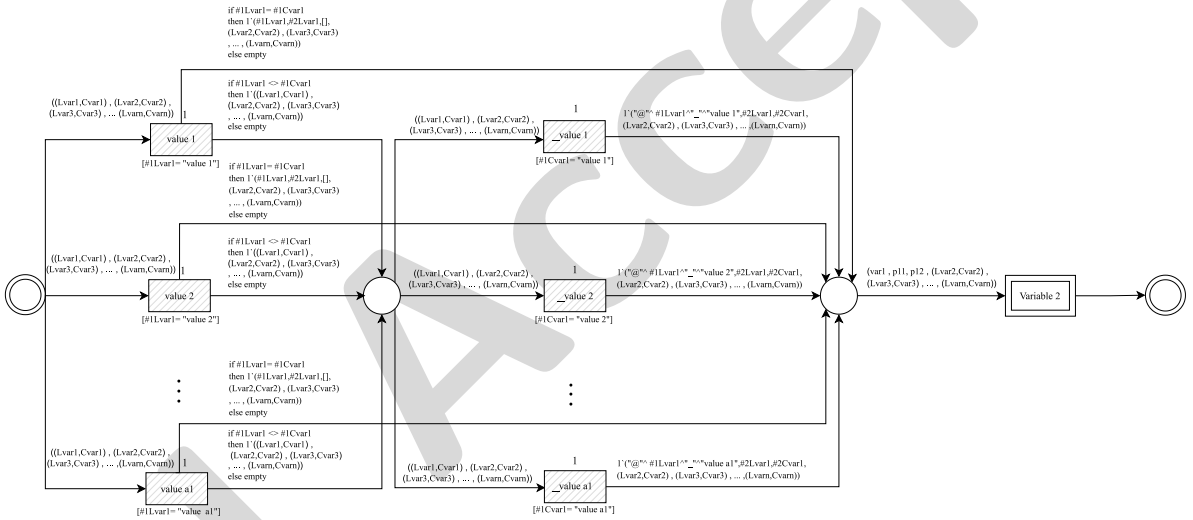 if #1Lvar1= #1Cvar1
then 1`(#1Lvar1,#2Lvar1,[],
(Lvar2,Cvar2) , (Lvar3,Cvar3)
, ... , (Lvarn,Cvarn))
else empty
((Lvar1,Cvar1) , (Lvar2,Cvar2) ,
(Lvar3,Cvar3) , ... (Lvarn,Cvarn))
1
value 1
[#1Lvar1= "value 1"]
if #1Lvar1 <> #1Cvar1
then 1`((Lvar1,Cvar1) ,
(Lvar2,Cvar2) , (Lvar3,Cvar3)
, ... , (Lvarn,Cvarn))
else empty
((Lvar1,Cvar1) , (Lvar2,Cvar2) ,
(Lvar3,Cvar3) , ... , (Lvarn,Cvarn))
1
_value 1
[#1Cvar1= "value 1"]
1`("@"^ #1Lvar1^"_"^"value 1",#2Lvar1,#2Cvar1,
(Lvar2,Cvar2) , (Lvar3,Cvar3) , ... ,(Lvarn,Cvarn))
if #1Lvar1= #1Cvar1
then 1`(#1Lvar1,#2Lvar1,[],
(Lvar2,Cvar2) , (Lvar3,Cvar3)
, ... , (Lvarn,Cvarn))
else empty
((Lvar1,Cvar1) , (Lvar2,Cvar2) ,
(Lvar3,Cvar3) , ... , (Lvarn,Cvarn))
1
value 2
[#1Lvar1= "value 2"]
if #1Lvar1 <> #1Cvar1
then 1`((Lvar1,Cvar1) ,
(Lvar2,Cvar2) , (Lvar3,Cvar3)
, ... , (Lvarn,Cvarn))
else empty
((Lvar1,Cvar1) , (Lvar2,Cvar2) ,
(Lvar3,Cvar3) , ... , (Lvarn,Cvarn))
1
_value 2
[#1Cvar1= "value 2"]
1`("@"^ #1Lvar1^"_"^"value 2",#2Lvar1,#2Cvar1,
(Lvar2,Cvar2) , (Lvar3,Cvar3) , ... , (Lvarn,Cvarn))
(var1 , p11, p12 , (Lvar2,Cvar2) ,
(Lvar3,Cvar3) , ... , (Lvarn,Cvarn))
Variable 2
if #1Lvar1= #1Cvar1
then 1`(#1Lvar1,#2Lvar1,[],
(Lvar2,Cvar2) , (Lvar3,Cvar3)
, ... , (Lvarn,Cvarn))
else empty
((Lvar1,Cvar1) , (Lvar2,Cvar2) ,
(Lvar3,Cvar3) , ... ,(Lvarn,Cvarn))
1
value a1
[#1Lvar1= "value a1"]
if #1Lvar1 <> #1Cvar1
then 1`((Lvar1,Cvar1) ,
(Lvar2,Cvar2) , (Lvar3,Cvar3)
, ... , (Lvarn,Cvarn))
else empty
((Lvar1,Cvar1) , (Lvar2,Cvar2) ,
(Lvar3,Cvar3) , ... , (Lvarn,Cvarn))
1
_value a1
[#1Cvar1= "value a1"]
1`("@"^ #1Lvar1^"_"^"value a1",#2Lvar1,#2Cvar1,
(Lvar2,Cvar2) , (Lvar3,Cvar3) , ... ,(Lvarn,Cvarn))